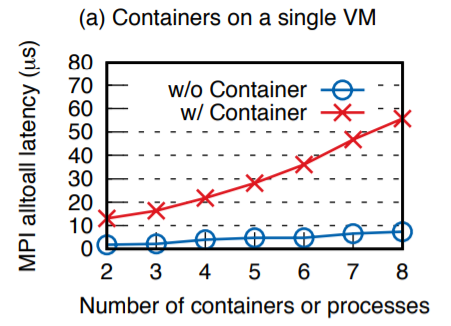 (a) Containers on a single VM
MPI alltoall latency (μs)
80
70
60
50
40
30
20
10
0
w/o Container
w/ Container
2 3 4 5 6 7 8
Number of containers or processes